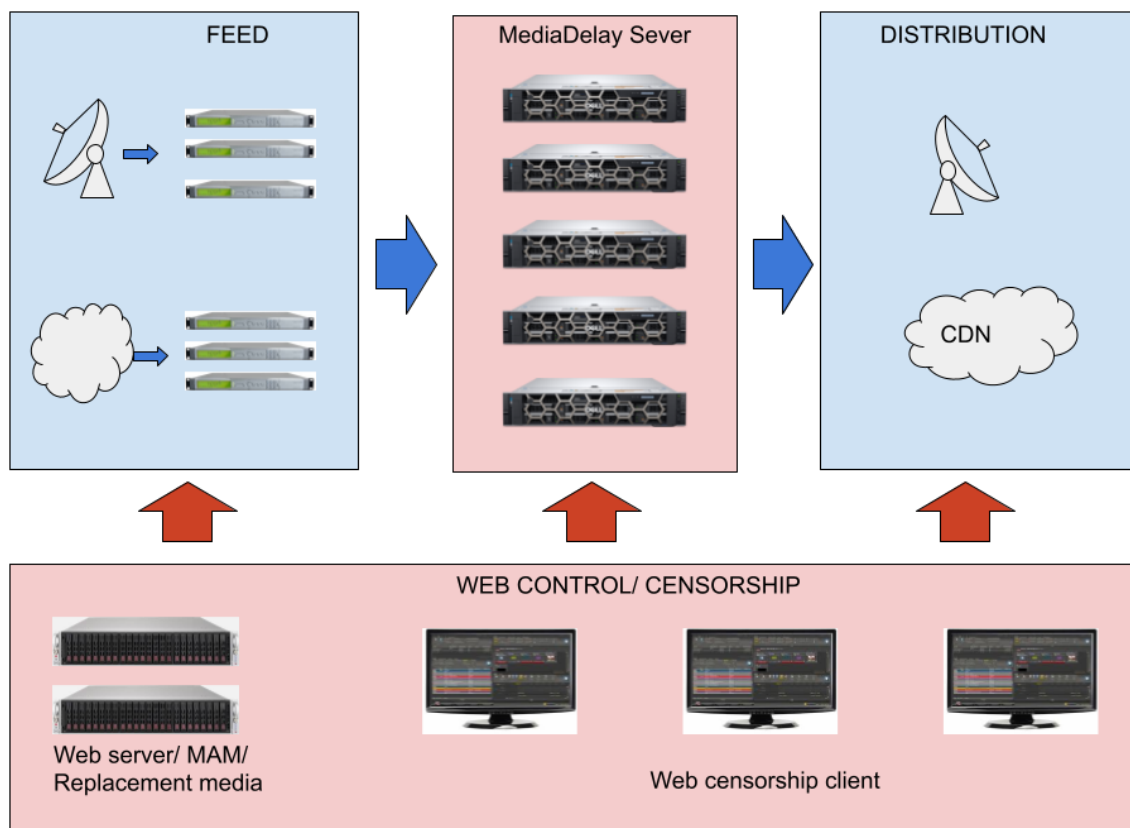 FEED
MediaDelay Sever
DISTRIBUTION
CDN
WEB CONTROL/ CENSORSHIP
Web server/ MAM/
Replacement media
Web censorship client